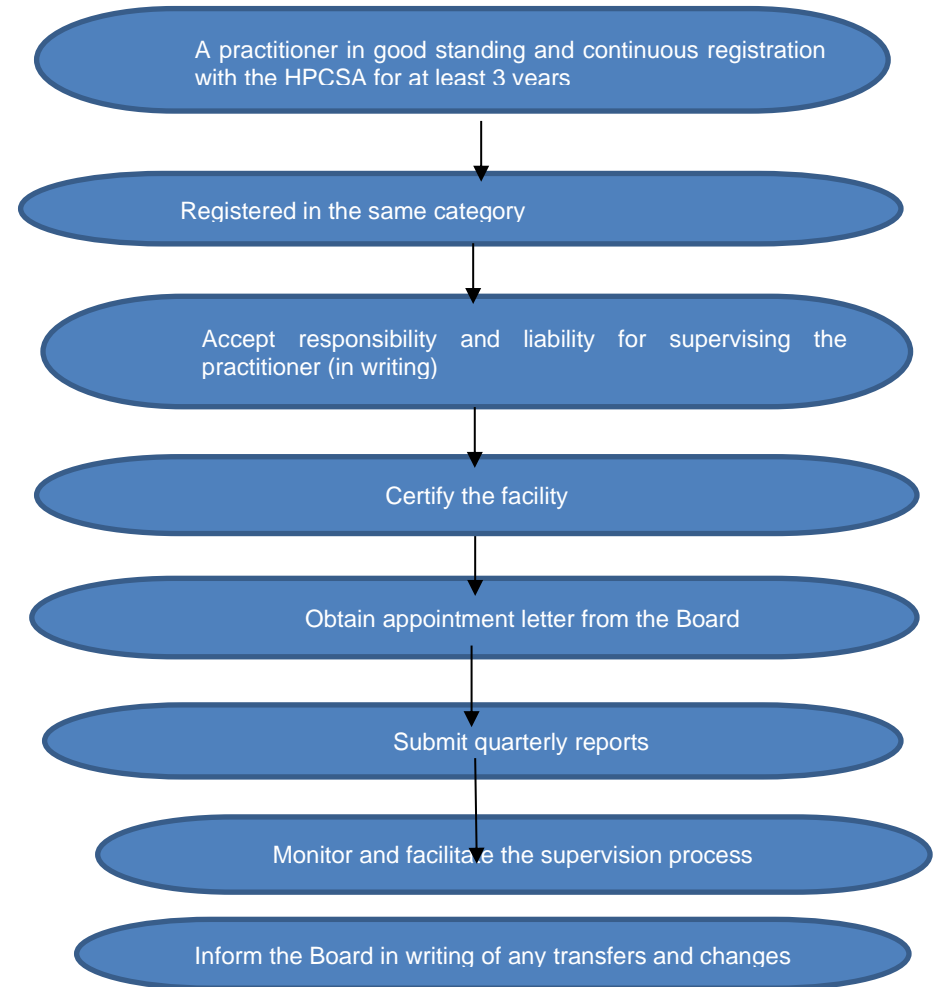 A practitioner in good standing and continuous registration
with the HPCSA for at least 3 years
Registered in the same category
Accept responsibility and liability for supervising the
practitioner (in writing)
Certify the facility
Obtain appointment letter from the Board
Submit quarterly reports
Monitor and facilitate the supervision process
Inform the Board in writing of any transfers and changes